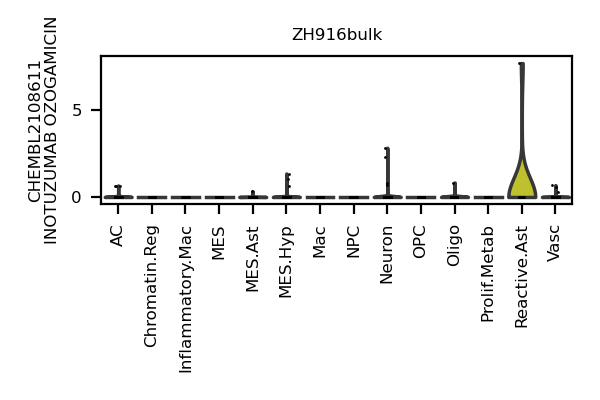 ZH916bulk
CHEMBL2108611
INOTUZUMAB OZOGAMICIN
5
0
AC
Chromatin.Reg
Inflammatory.Mac
MES
MES.Ast
MES.Hyp
Mac
NPC
Neuron
OPC
Oligo
Prolif.Metab
Reactive.Ast
Vasc